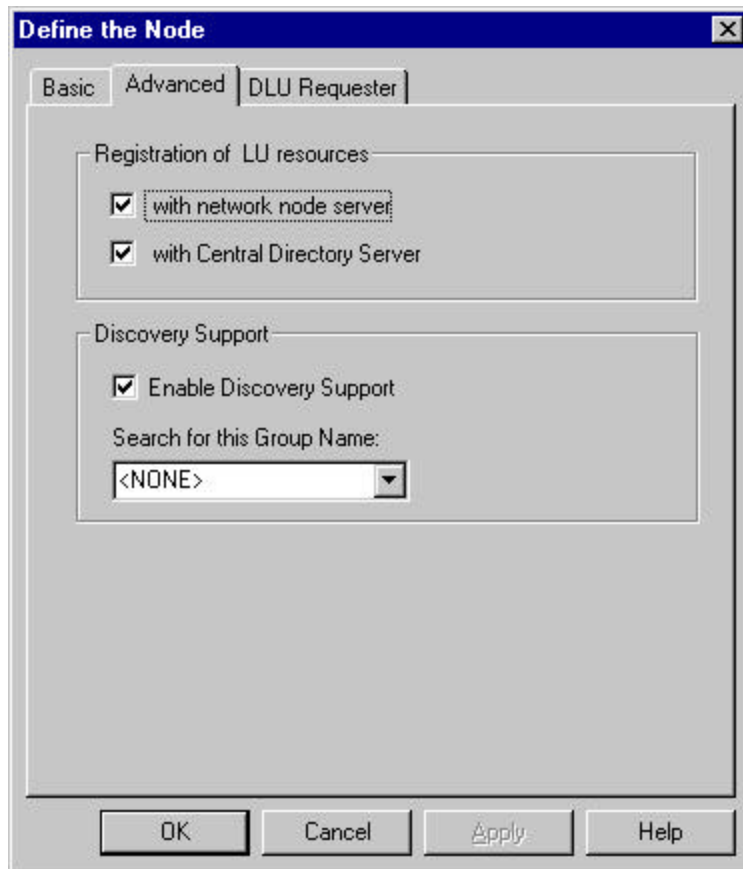 Define the Node
Basic Advanced DLU Requester
Registration of LU resources
with network node server
with Central Directory Server
Discovery Support
Enable Discovery Support
Search for this Group Name:
<NONE>
OK Cancel Apply Help